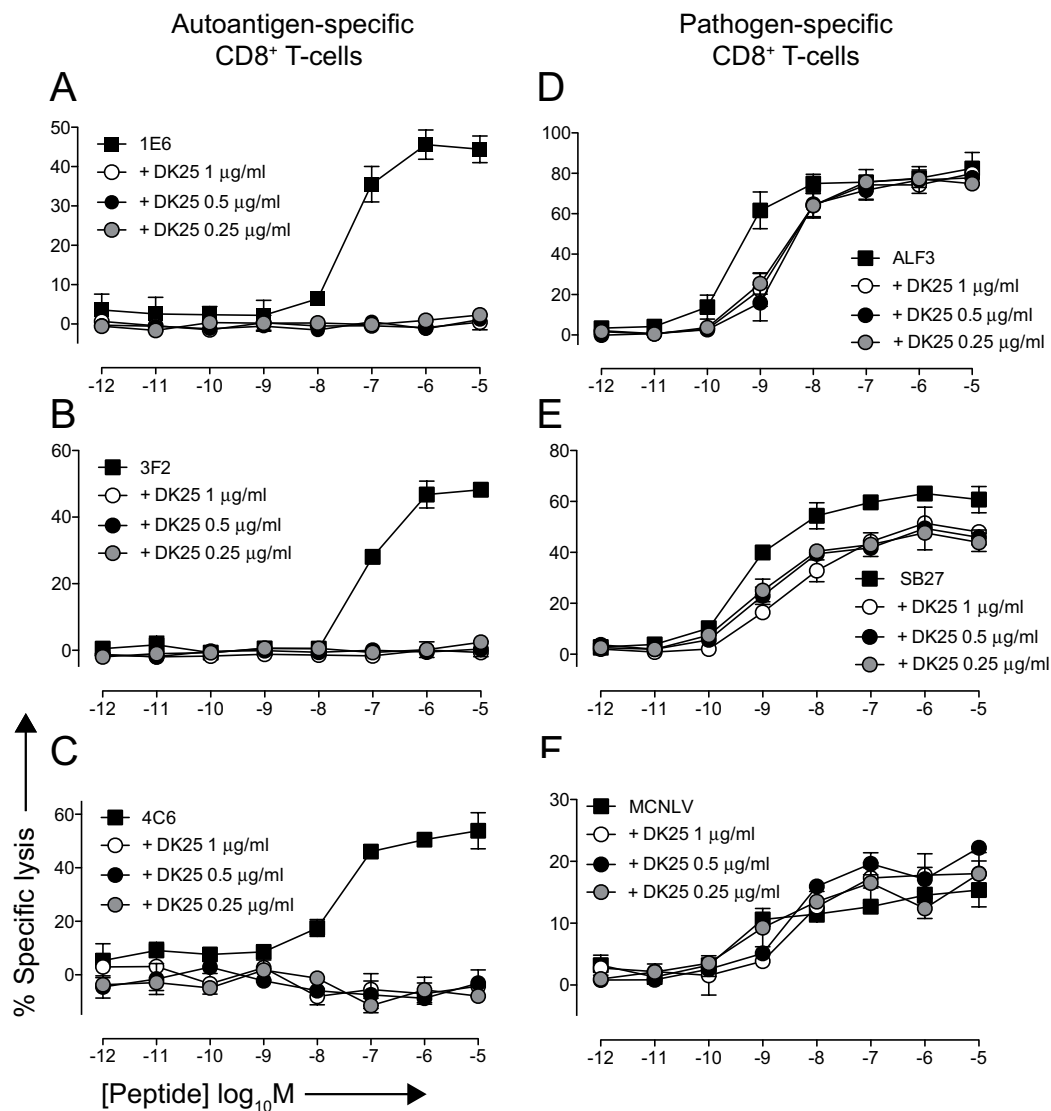 Autoantigen-specific
CD8⁺ T-cells
Pathogen-specific
CD8⁺ T-cells
A
50
40
30
20
10
0
1E6
+ DK25 1 µg/ml
+ DK25 0.5 µg/ml
+ DK25 0.25 µg/ml
-12 -11 -10 -9 -8 -7 -6 -5
B
60
40
20
0
3F2
+ DK25 1 µg/ml
+ DK25 0.5 µg/ml
+ DK25 0.25 µg/ml
-12 -11 -10 -9 -8 -7 -6 -5
C
60
40
20
0
4C6
+ DK25 1 µg/ml
+ DK25 0.5 µg/ml
+ DK25 0.25 µg/ml
-12 -11 -10 -9 -8 -7 -6 -5
% Specific lysis
[Peptide] log₁₀M
D
100
80
60
40
20
0
ALF3
+ DK25 1 µg/ml
+ DK25 0.5 µg/ml
+ DK25 0.25 µg/ml
-12 -11 -10 -9 -8 -7 -6 -5
E
80
60
40
20
0
SB27
+ DK25 1 µg/ml
+ DK25 0.5 µg/ml
+ DK25 0.25 µg/ml
-12 -11 -10 -9 -8 -7 -6 -5
F
30
20
10
0
MCNLV
+ DK25 1 µg/ml
+ DK25 0.5 µg/ml
+ DK25 0.25 µg/ml
-12 -11 -10 -9 -8 -7 -6 -5